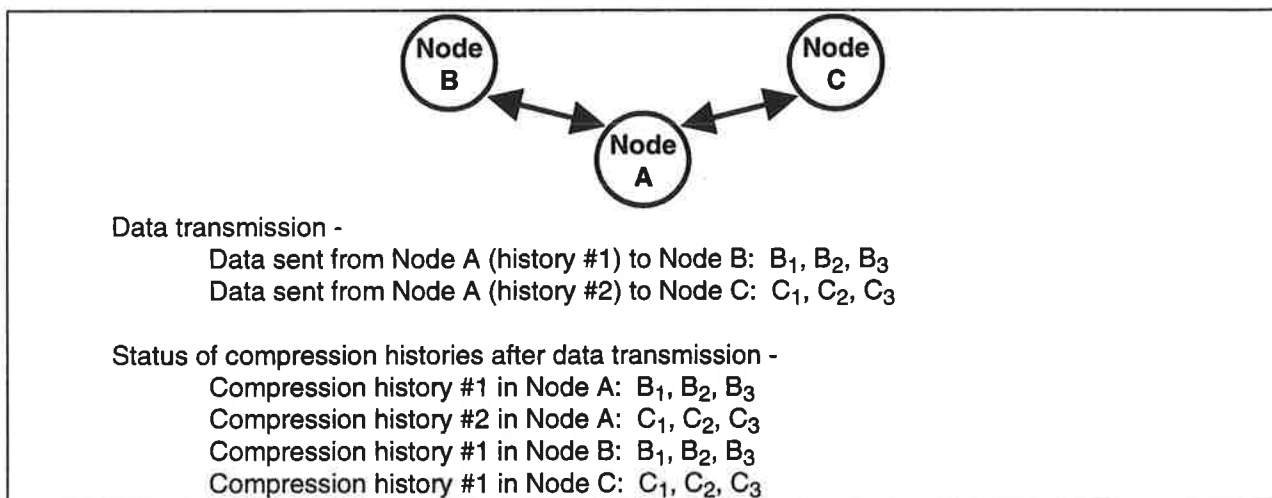 Node
B
Node
C
Node
A
Data transmission -
Data sent from Node A (history #1) to Node B: B₁, B₂, B₃
Data sent from Node A (history #2) to Node C: C₁, C₂, C₃
Status of compression histories after data transmission -
Compression history #1 in Node A: B₁, B₂, B₃
Compression history #2 in Node A: C₁, C₂, C₃
Compression history #1 in Node B: B₁, B₂, B₃
Compression history #1 in Node C: C₁, C₂, C₃